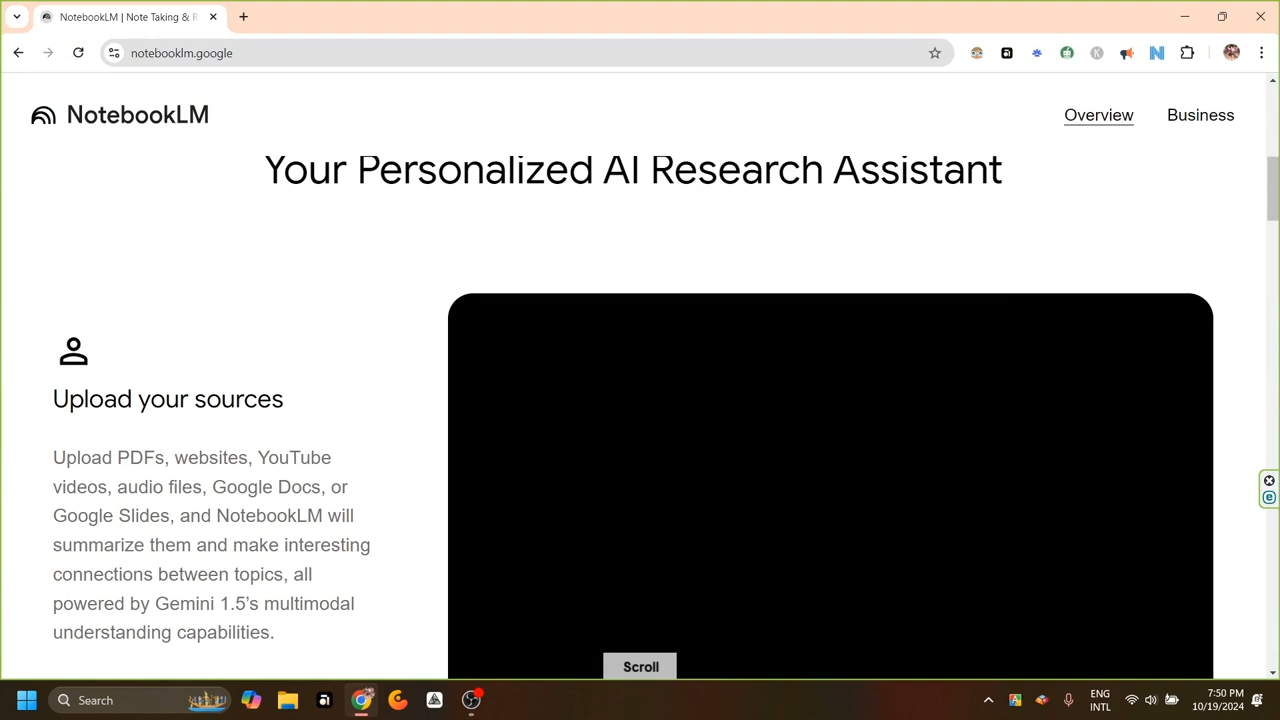 NotebookLM | Note Taking & R
notebooklm.google
NotebookLM
Overview
Business
Your Personalized AI Research Assistant
Upload your sources
Upload PDFs, websites, YouTube
videos, audio files, Google Docs, or
Google Slides, and NotebookLM will
summarize them and make interesting
connections between topics, all
powered by Gemini 1.5’s multimodal
understanding capabilities.
Scroll
Search
ENG
INTL
7:50 PM
10/19/2024